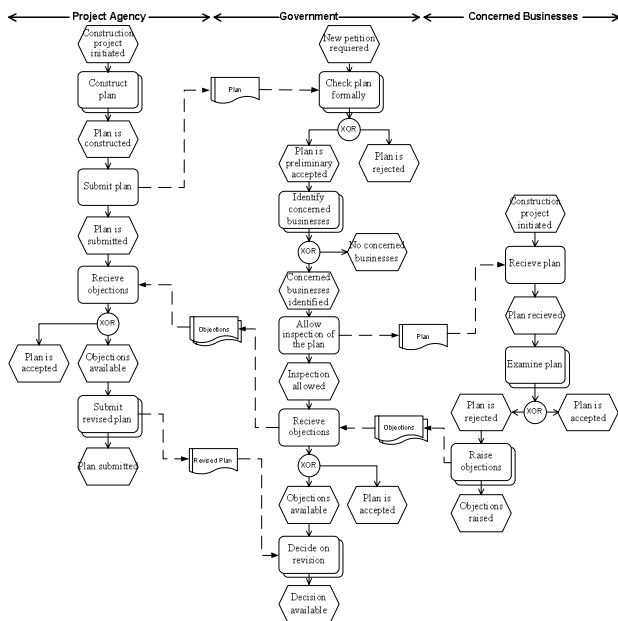 Project Agency
Government
Concerned Businesses
Construction
project
initiated
Construct
plan
Plan is
constructed
Submit plan
Plan is
submitted
Recieve
objections
XOR
Plan is
accepted
Objections
available
Submit
revised plan
Plan submitted
Plan
Objections
Revised Plan
New petition
requiered
Check plan
formally
XOR
Plan is
preliminary
accepted
Plan is
rejected
Identify
concerned
businesses
XOR
No concerned
businesses
Concerned
businesses
identified
Allow
inspection of
the plan
Inspection
allowed
Recieve
objections
XOR
Objections
available
Plan is
accepted
Decide on
revision
Decision
available
Plan
Objections
Construction
project
initiated
Recieve plan
Plan recieved
Examine plan
XOR
Plan is
rejected
Plan is
accepted
Raise
objections
Objections
raised